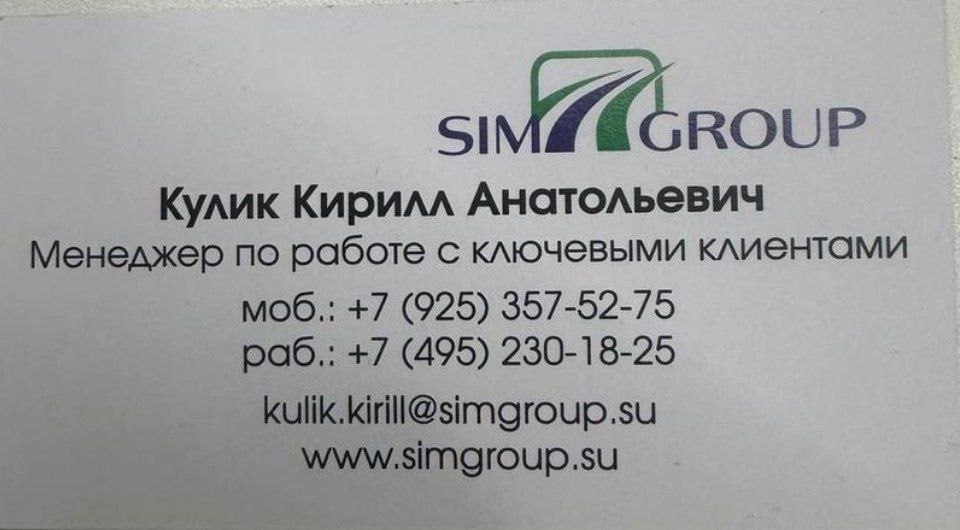 SIM GROUP
Кулик Кирилл Анатольевич
Менеджер по работе с ключевыми клиентами
моб.: +7 (925) 357-52-75
раб.: +7 (495) 230-18-25
kulik.kirill@simgroup.su
www.simgroup.su